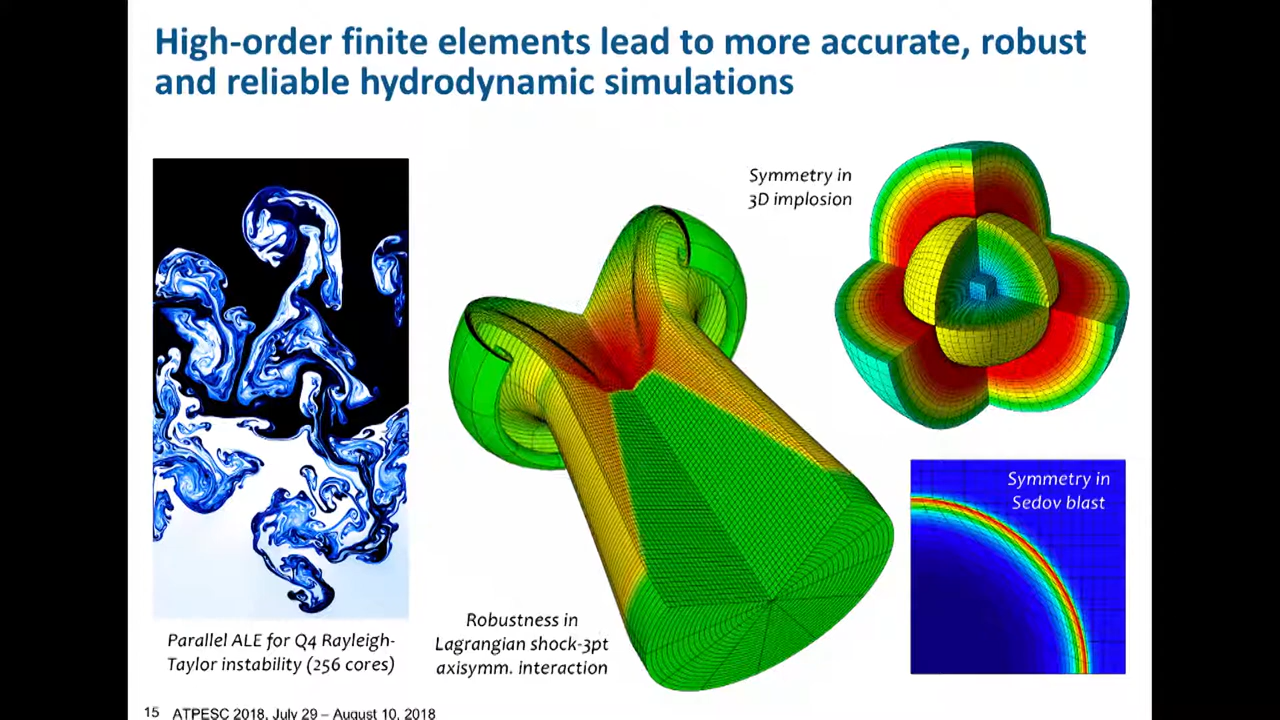 High-order finite elements lead to more accurate, robust
and reliable hydrodynamic simulations
Symmetry in
3D implosion
Symmetry in
Sedov blast
Robustness in
Lagrangian shock-3pt
axisymm. interaction
Parallel ALE for Q4 Rayleigh-
Taylor instability (256 cores)
15 ATPESC 2018, July 29 – August 10, 2018